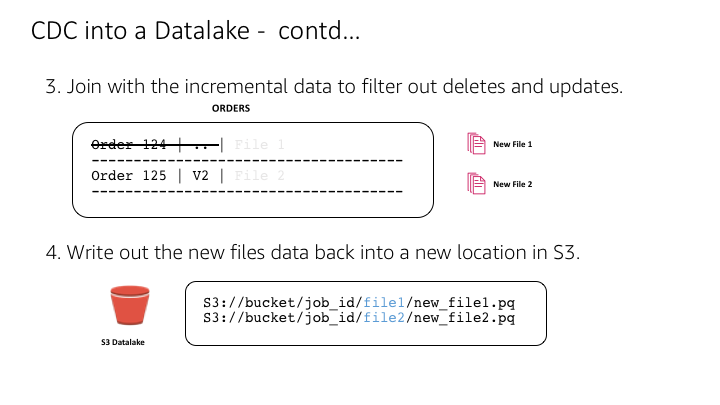 CDC into a Datalake -  contd…
3. Join with the incremental data to filter out deletes and updates.
ORDERS
Order 124 | .. | File 1
--------------------------------------
Order 125 | V2 | File 2
--------------------------------------
New File 1
New File 2
4. Write out the new files data back into a new location in S3.
S3://bucket/job_id/file1/new_file1.pq
S3://bucket/job_id/file2/new_file2.pq
S3 Datalake